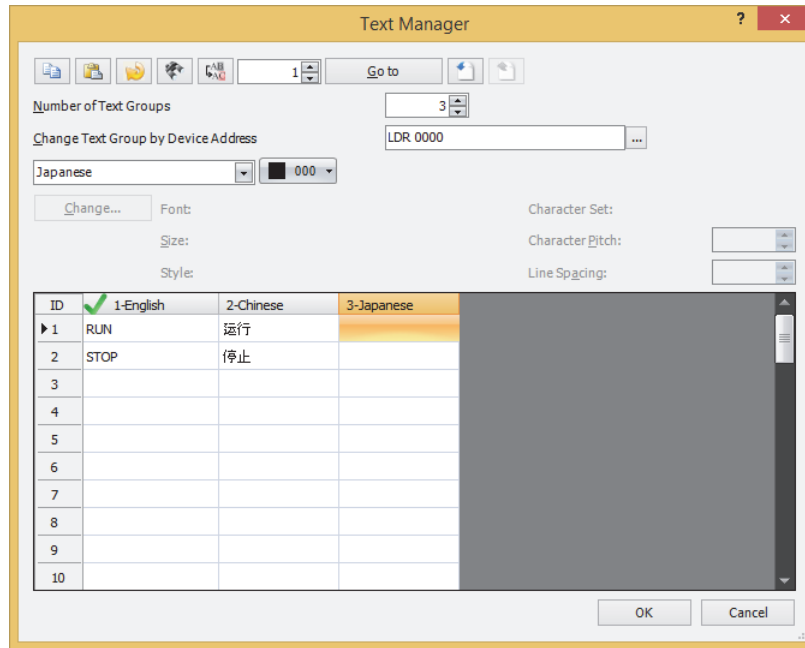 Text Manager
?
1
Go to
Number of Text Groups
3
Change Text Group by Device Address
LDR 0000
...
Japanese
000
Change...
Font:
Character Set:
Size:
Character Pitch:
Style:
Line Spacing:
ID 1-English 2-Chinese 3-Japanese
1 RUN 运行
2 STOP 停止
3
4
5
6
7
8
9
10
OK
Cancel